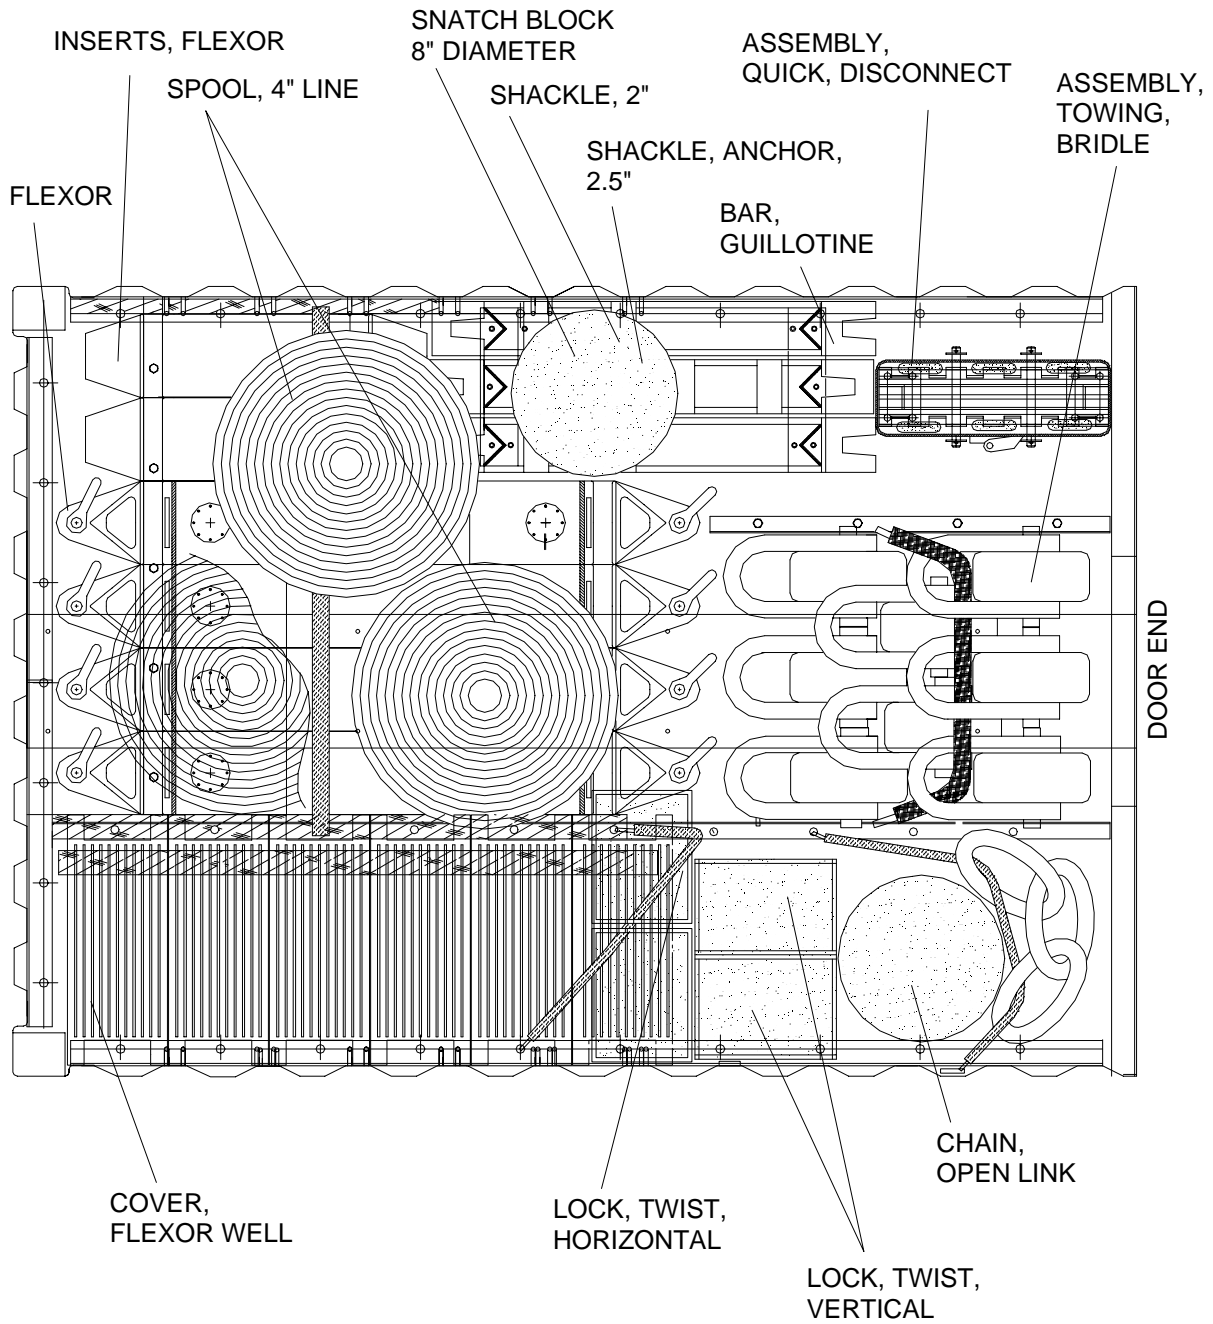 SNATCH BLOCK
8" DIAMETER
INSERTS, FLEXOR
ASSEMBLY,
QUICK, DISCONNECT
SPOOL, 4" LINE
SHACKLE, 2"
ASSEMBLY,
TOWING,
BRIDLE
SHACKLE, ANCHOR,
2.5"
FLEXOR
BAR,
GUILLOTINE
DOOR END
CHAIN,
OPEN LINK
COVER,
FLEXOR WELL
LOCK, TWIST,
HORIZONTAL
LOCK, TWIST,
VERTICAL